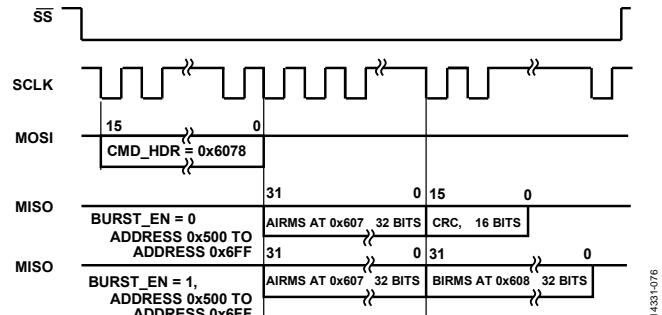 SS
SCLK
MOSI
15 0
CMD_HDR = 0x6078
31 0 15 0
MISO
BURST_EN = 0
ADDRESS 0x500 TO
ADDRESS 0x6FF
AIRMS AT 0x607 32 BITS CRC, 16 BITS
31 0 31 0
MISO
BURST_EN = 1,
ADDRESS 0x500 TO
ADDRESS 0x6FF
AIRMS AT 0x607 32 BITS BIRMS AT 0x608 32 BITS
14331-076